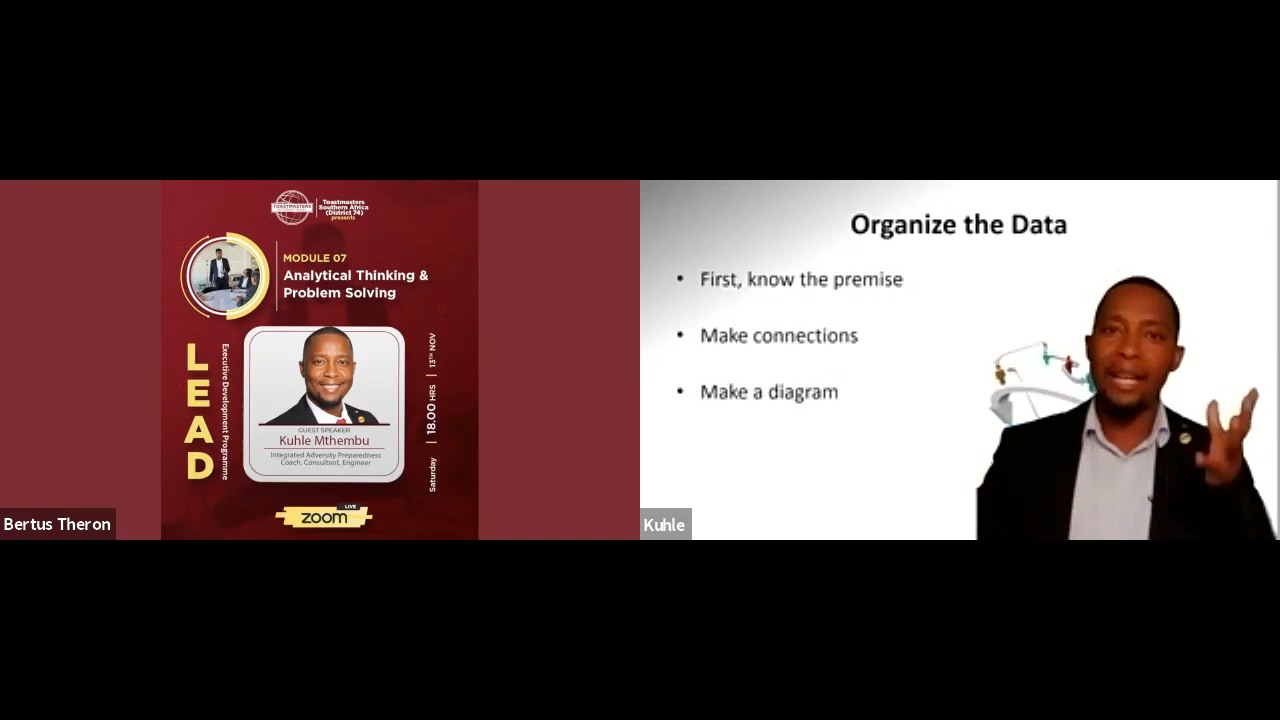 TOASTMASTERS
INTERNATIONAL
Toastmasters
Southern Africa
(District 74)
presents
MODULE 07
Analytical Thinking &
Problem Solving
LEAD
Executive Development Programme
GUEST SPEAKER
Kuhle Mthembu
Integrated Adversity Preparedness
Coach, Consultant, Engineer
Saturday | 18.00 HRS | 13TH NOV
LIVE
zoom
Bertus Theron
Organize the Data
• First, know the premise
• Make connections
• Make a diagram
Kuhle